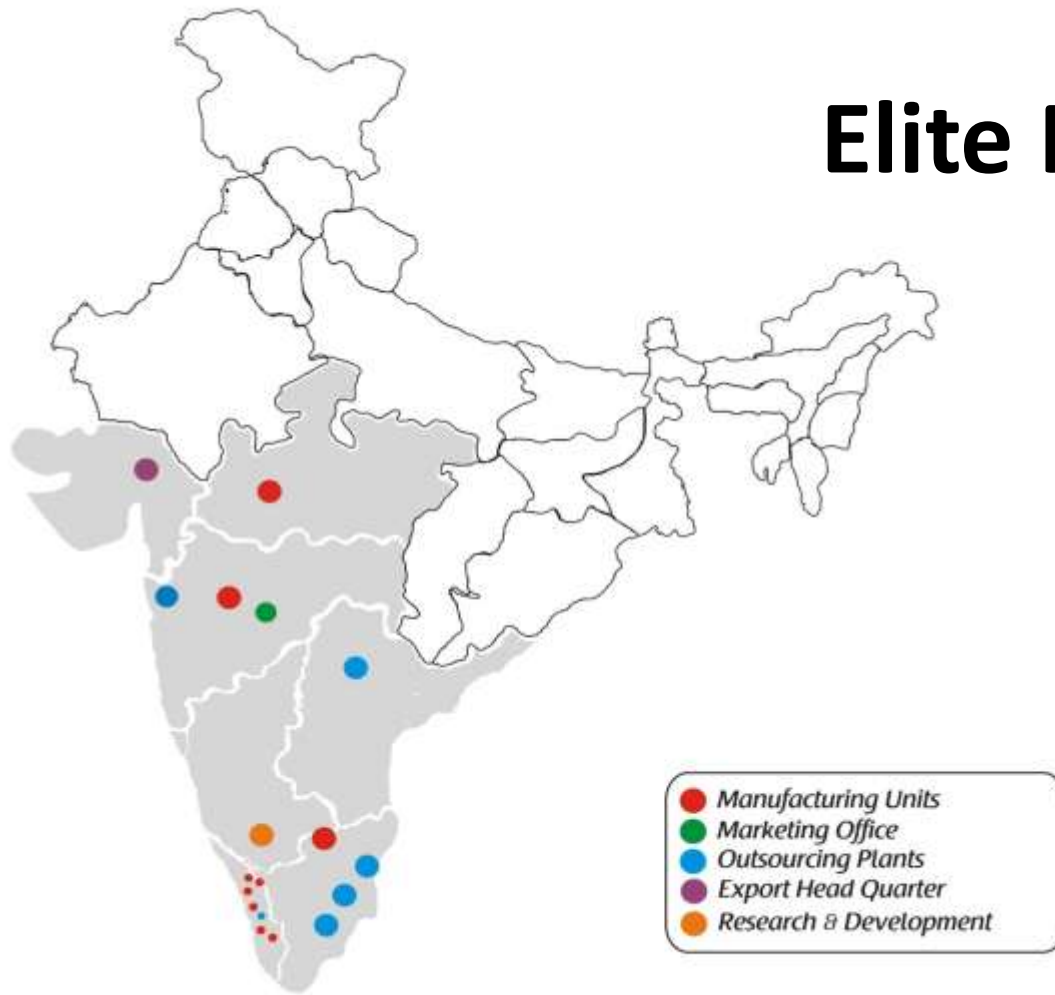 Elite
Manufacturing Units
Marketing Office
Outsourcing Plants
Export Head Quarter
Research & Development